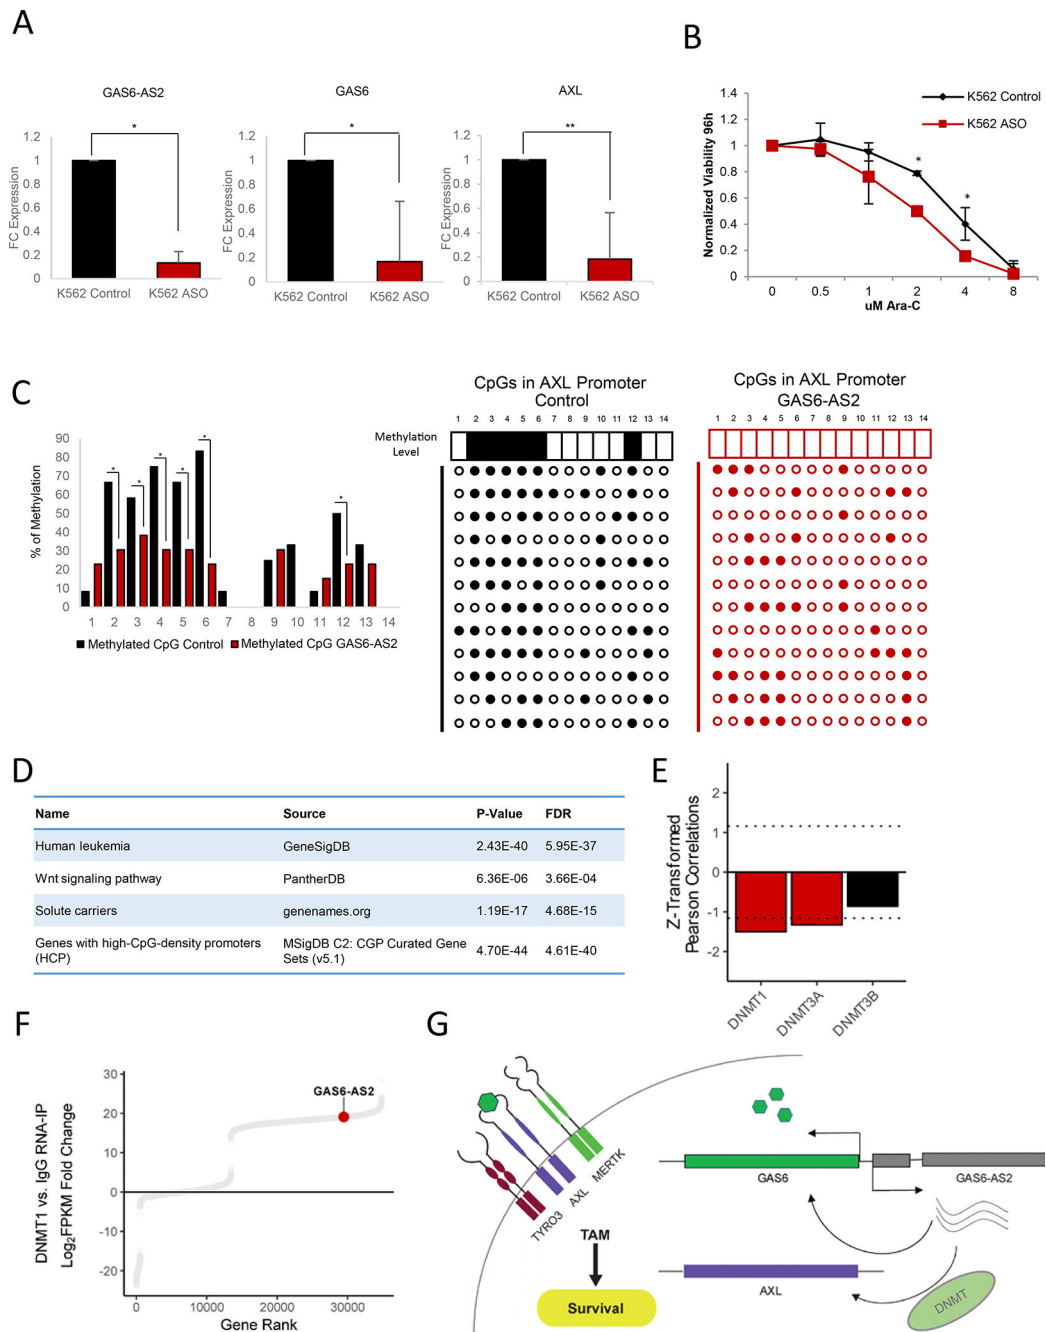 A
GAS6-AS2
GAS6
AXL
FC Expression
1.2
1
0.8
0.6
0.4
0.2
0
*
K562 Control
K562 ASO
FC Expression
1.2
1
0.8
0.6
0.4
0.2
0
*
K562 Control
K562 ASO
FC Expression
1.2
1
0.8
0.6
0.4
0.2
0
**
K562 Control
K562 ASO
B
Normalized Viability 96h
1.4
1.2
1
0.8
0.6
0.4
0.2
0
K562 Control
K562 ASO
*
*
0 0.5 1 2 4 8
uM Ara-C
C
% of Methylation
90
80
70
60
50
40
30
20
10
0
* * * * * *
1 2 3 4 5 6 7 8 9 10 11 12 13 14
Methylated CpG Control
Methylated CpG GAS6-AS2
CpGs in AXL Promoter
Control
1 2 3 4 5 6 7 8 9 10 11 12 13 14
Methylation
Level
CpGs in AXL Promoter
GAS6-AS2
1 2 3 4 5 6 7 8 9 10 11 12 13 14
D
Name Source P-Value FDR
Human leukemia GeneSigDB 2.43E-40 5.95E-37
Wnt signaling pathway PantherDB 6.36E-06 3.66E-04
Solute carriers genenames.org 1.19E-17 4.68E-15
Genes with high-CpG-density promoters MSigDB C2: CGP Curated Gene
(HCP) Sets (v5.1) 4.70E-44 4.61E-40
E
Z-Transformed
Pearson Correlations
2
1
0
-1
-2
DNMT1
DNMT3A
DNMT3B
F
DNMT1 vs. IgG RNA-IP
Log2FPKM Fold Change
30
20
10
0
-10
-20
GAS6-AS2
0 10000 20000 30000
Gene Rank
G
TYRO3
AXL
MERTK
TAM
Survival
GAS6
GAS6-AS2
AXL
DNMT